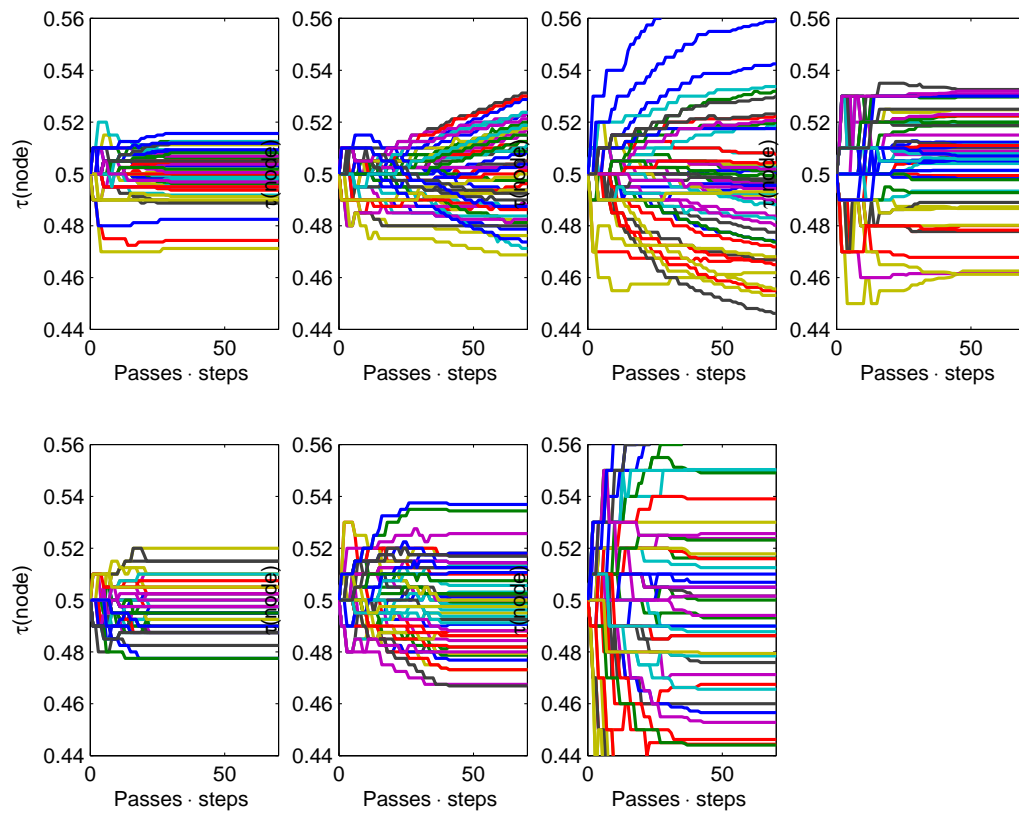 0.56 0.56 0.56 0.56
0.54 0.54 0.54 0.54
0.52 0.52 0.52 0.52
τ(node) 0.5 τ(node) 0.5 τ(node) 0.5 τ(node) 0.5
0.48 0.48 0.48 0.48
0.46 0.46 0.46 0.46
0.44 0.44 0.44 0.44
0 50 0 50 0 50 0 50
Passes · steps Passes · steps Passes · steps Passes · steps
0.56 0.56 0.56
0.54 0.54 0.54
0.52 0.52 0.52
τ(node) 0.5 τ(node) 0.5 τ(node) 0.5
0.48 0.48 0.48
0.46 0.46 0.46
0.44 0.44 0.44
0 50 0 50 0 50
Passes · steps Passes · steps Passes · steps